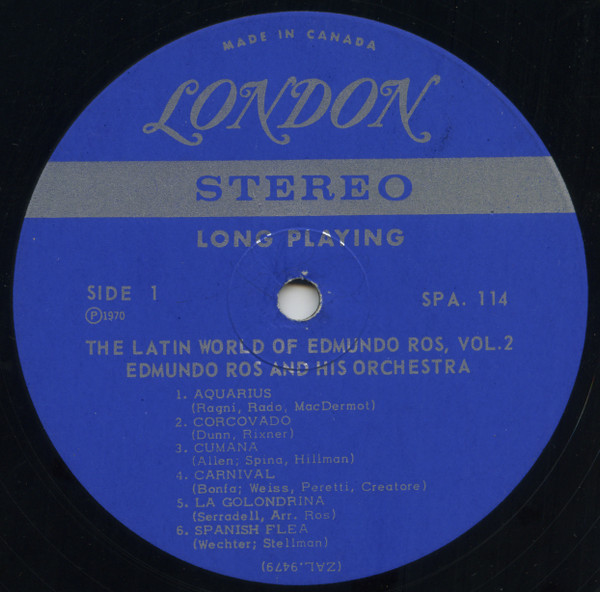 MADE IN CANADA
LONDON
STEREO
LONG PLAYING
SIDE 1
SPA. 114
Ⓟ1970
THE LATIN WORLD OF EDMUNDO ROS, VOL.2
EDMUNDO ROS AND HIS ORCHESTRA
1. AQUARIUS
(Ragni, Rado, MacDermot)
2. CORCOVADO
(Dunn, Rixner)
3. CUMANA
(Allen; Spina, Hillman)
4. CARNIVAL
(Bonfa; Weiss, Peretti, Creatore)
5. LA GOLONDRINA
(Serradell, Arr. Ros)
6. SPANISH FLEA
(Wechter; Stellman)
(ZAL.9479)